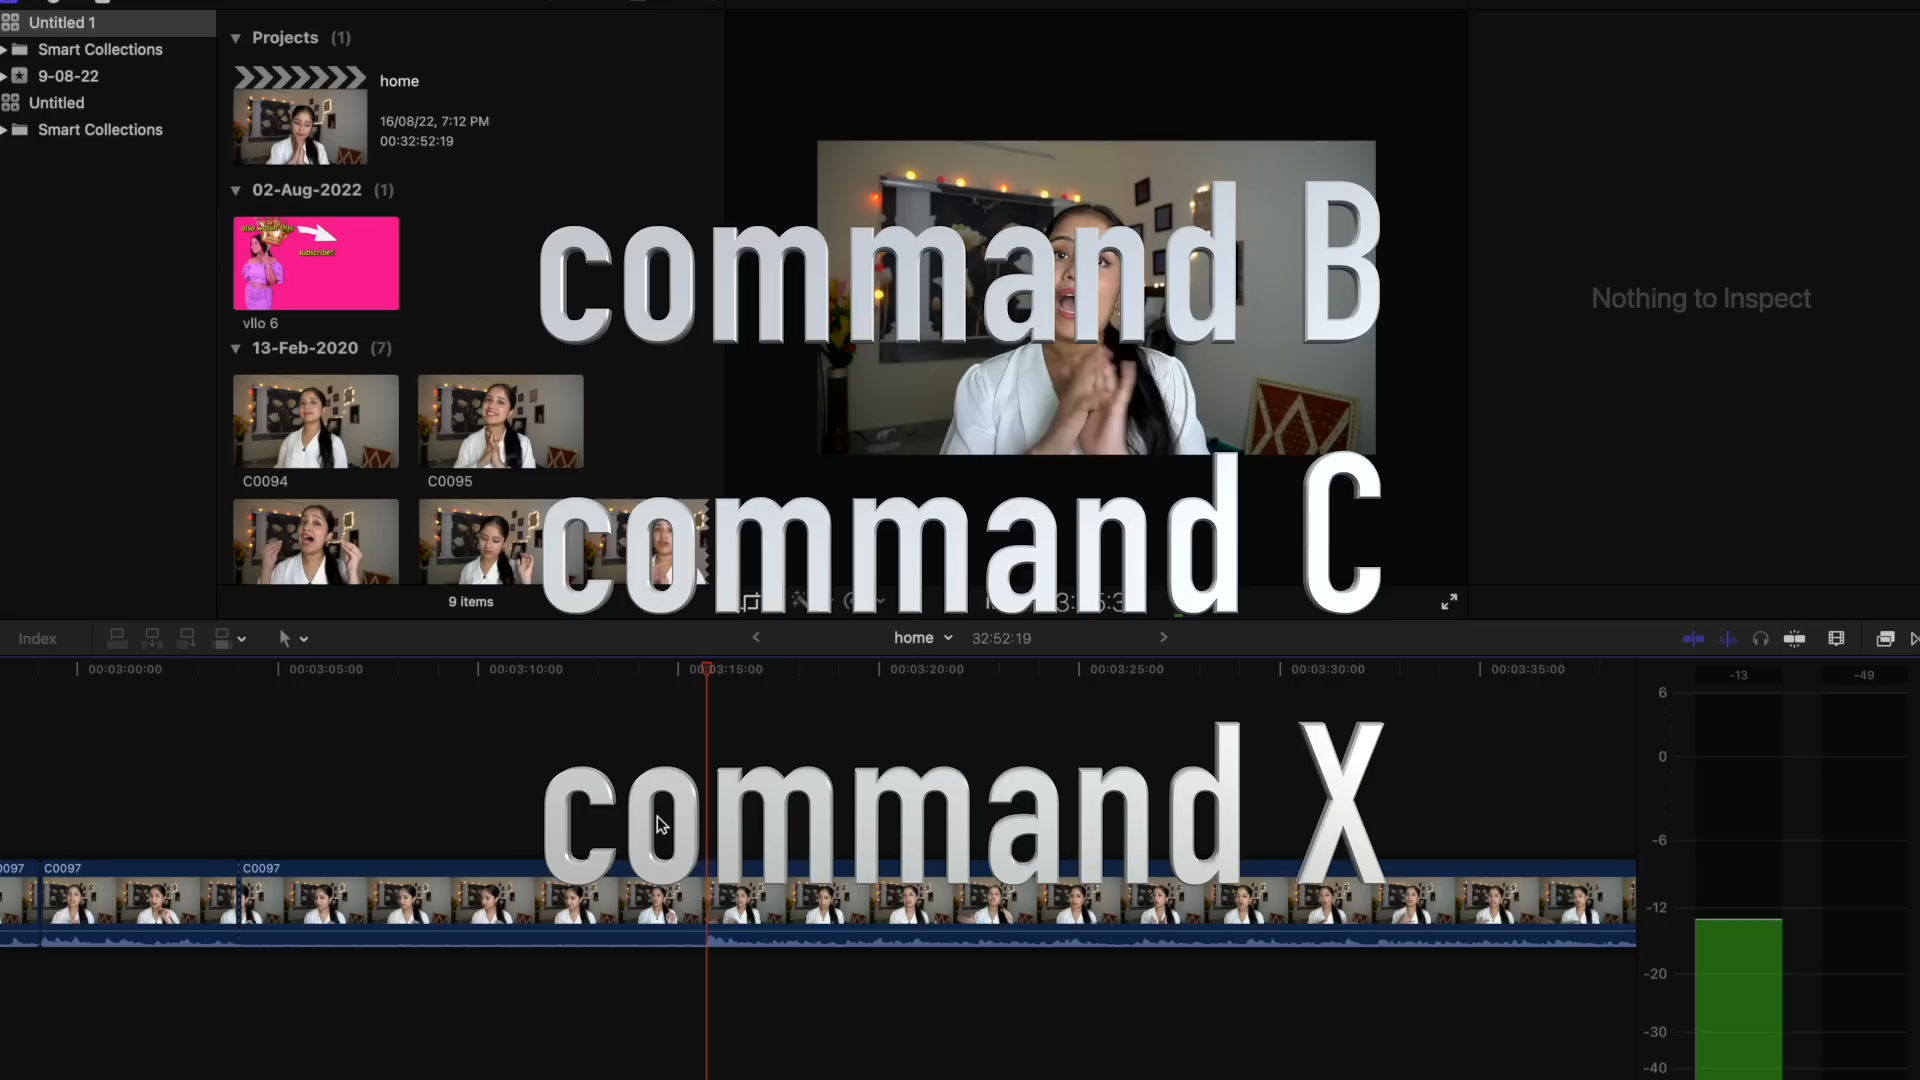 Untitled 1
Smart Collections
9-08-22
Untitled
Smart Collections
Projects (1)
home
16/08/22, 7:12 PM
00:32:52:19
02-Aug-2022 (1)
also watch this
subscribe!
vllo 6
13-Feb-2020 (7)
C0094
C0095
9 items
command B
command C
command X
Nothing to Inspect
Index
home
32:52:19
00:03:00:00
00:03:05:00
00:03:10:00
00:03:15:00
00:03:20:00
00:03:25:00
00:03:30:00
00:03:35:00
C0097
C0097
-13
-49
6
0
-6
-12
-20
-30
-40